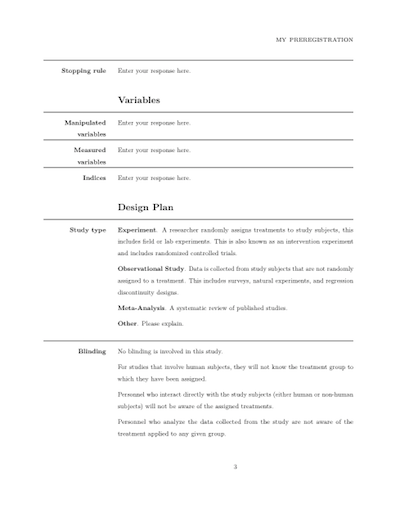 MY PREREGISTRATION
Stopping rule Enter your response here.
Variables
Manipulated Enter your response here.
variables
Measured Enter your response here.
variables
Indices Enter your response here.
Design Plan
Study type Experiment. A researcher randomly assigns treatments to study subjects, this
includes field or lab experiments. This is also known as an intervention experiment
and includes randomized controlled trials.
Observational Study. Data is collected from study subjects that are not randomly
assigned to a treatment. This includes surveys, natural experiments, and regression
discontinuity designs.
Meta-Analysis. A systematic review of published studies.
Other. Please explain.
Blinding No blinding is involved in this study.
For studies that involve human subjects, they will not know the treatment group to
which they have been assigned.
Personnel who interact directly with the study subjects (either human or non-human
subjects) will not be aware of the assigned treatments.
Personnel who analyze the data collected from the study are not aware of the
treatment applied to any given group.
3